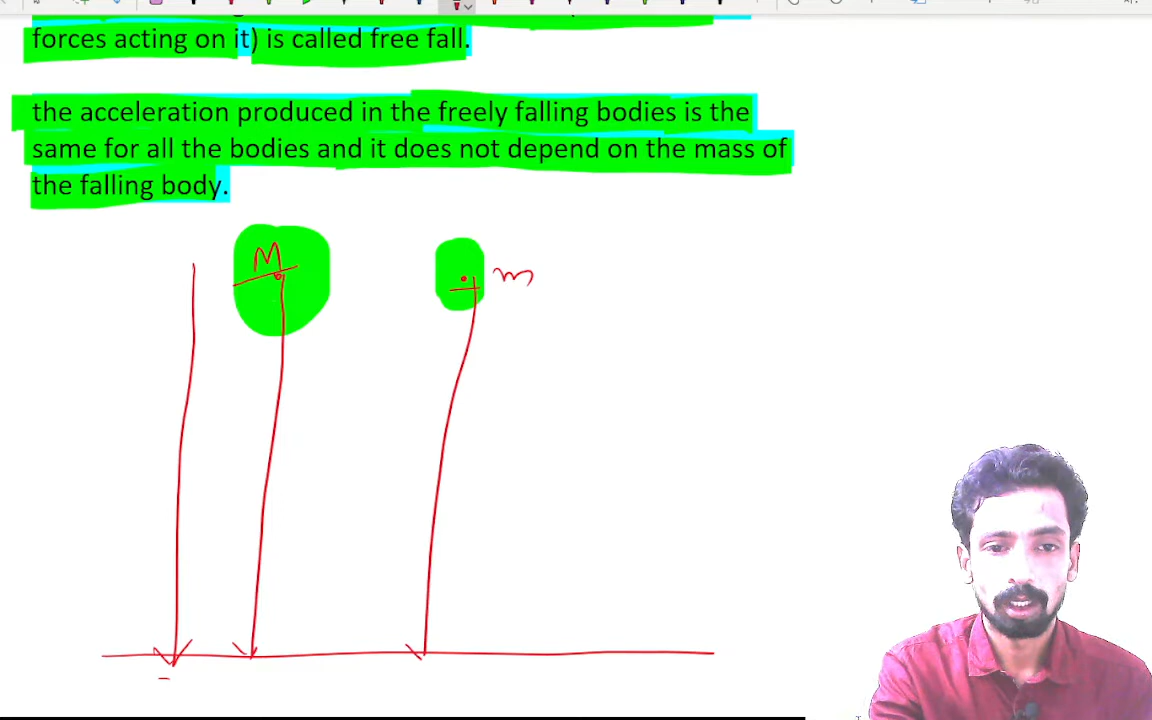 forces acting on it) is called free fall.
the acceleration produced in the freely falling bodies is the
same for all the bodies and it does not depend on the mass of
the falling body.
M
m